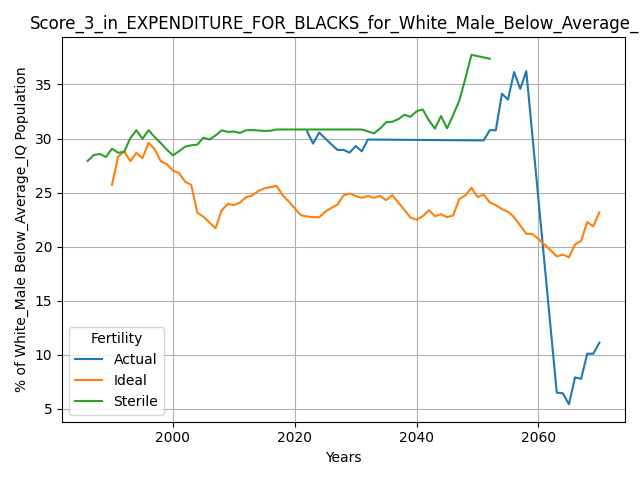 Score_3_in_EXPENDITURE_FOR_BLACKS_for_White_Male_Below_Average_
% of White_Male Below_Average_IQ Population
35
30
25
20
15
10
5
Fertility
Actual
Ideal
Sterile
2000
2020
2040
2060
Years